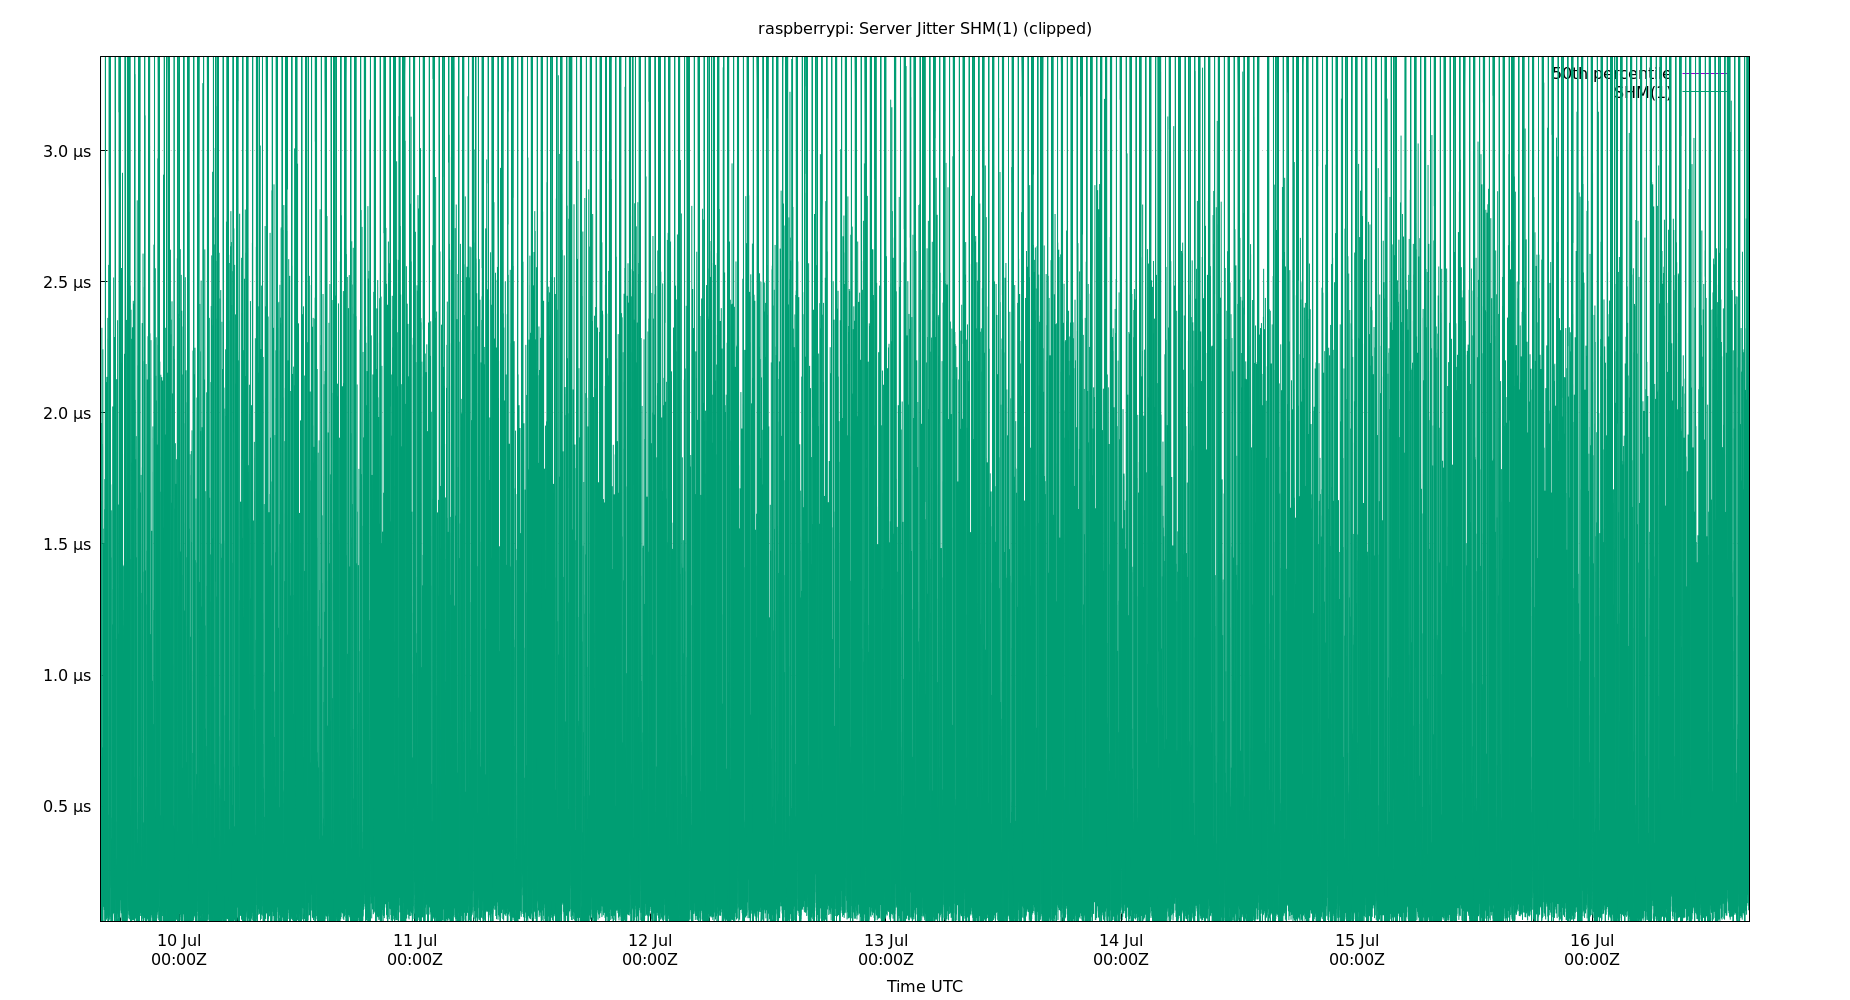 raspberrypi: Server Jitter SHM(1) (clipped)
50th percentile
SHM(1)
3.0 µs
2.5 µs
2.0 µs
1.5 µs
1.0 µs
0.5 µs
10 Jul 11 Jul 12 Jul 13 Jul 14 Jul 15 Jul 16 Jul
00:00Z 00:00Z 00:00Z 00:00Z 00:00Z 00:00Z 00:00Z
Time UTC